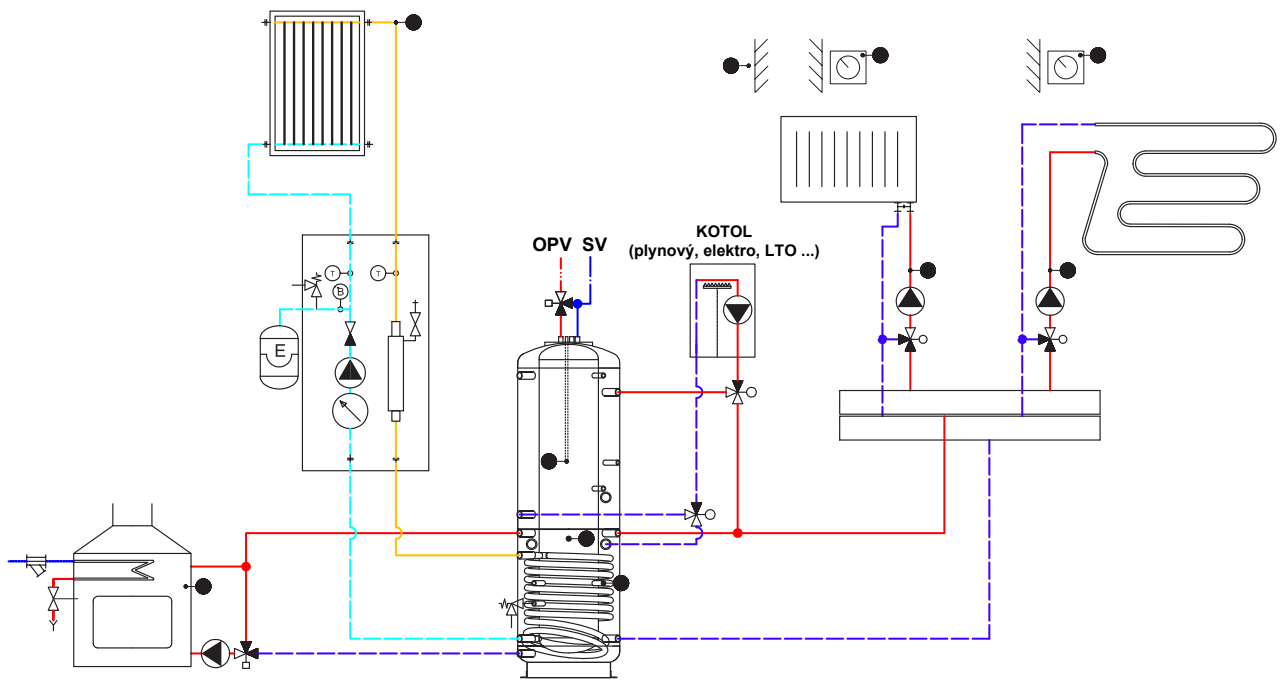 OPV SV
KOTOL
(plynový, elektro, LTO ...)
T
T
B
E